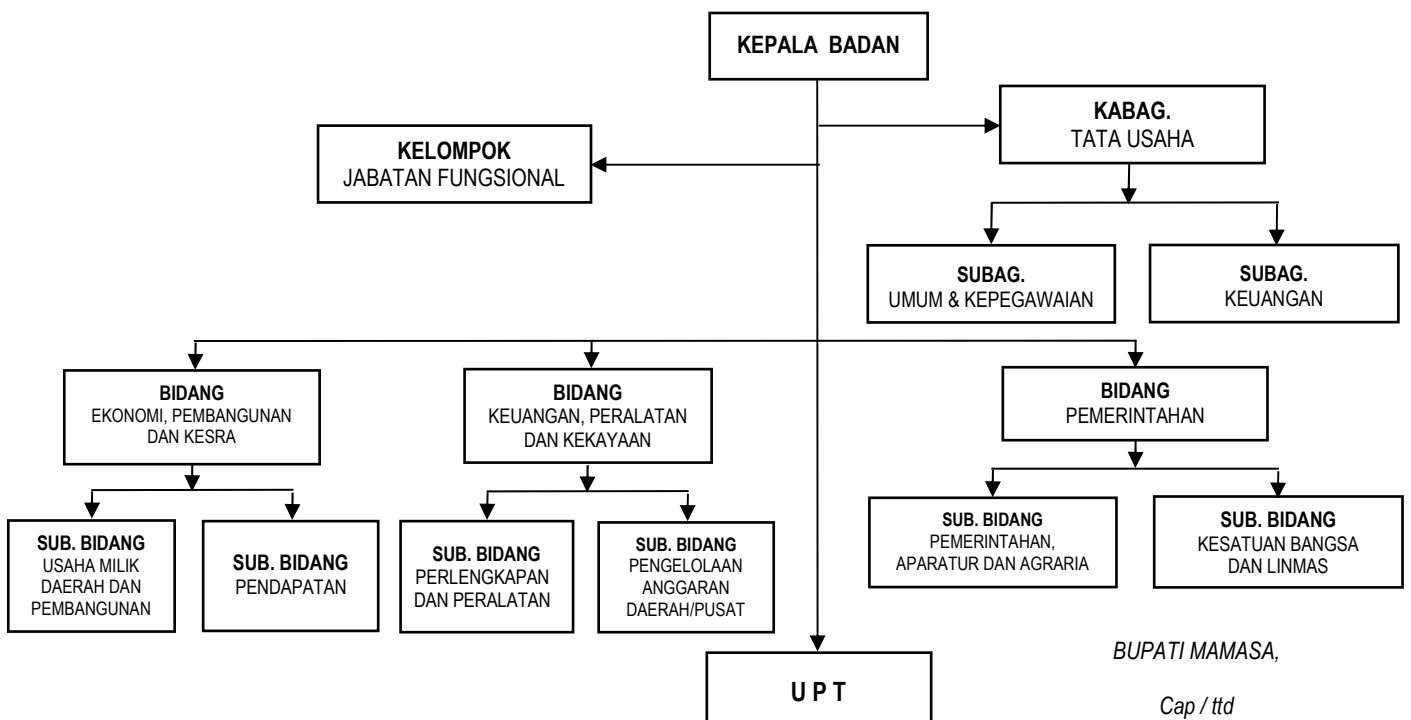 KEPALA BADAN
KABAG.
TATA USAHA
KELOMPOK
JABATAN FUNGSIONAL
SUBAG.
UMUM & KEPEGAWAIAN
SUBAG.
KEUANGAN
BIDANG
EKONOMI, PEMBANGUNAN
DAN KESRA
BIDANG
KEUANGAN, PERALATAN
DAN KEKAYAAN
BIDANG
PEMERINTAHAN
SUB. BIDANG
USAHA MILIK
DAERAH DAN
PEMBANGUNAN
SUB. BIDANG
PENDAPATAN
SUB. BIDANG
PERLENGKAPAN
DAN PERALATAN
SUB. BIDANG
PENGELOLAAN
ANGGARAN
DAERAH/PUSAT
SUB. BIDANG
PEMERINTAHAN,
APARATUR DAN AGRARIA
SUB. BIDANG
KESATUAN BANGSA
DAN LINMAS
U P T
BUPATI MAMASA,
Cap / ttd